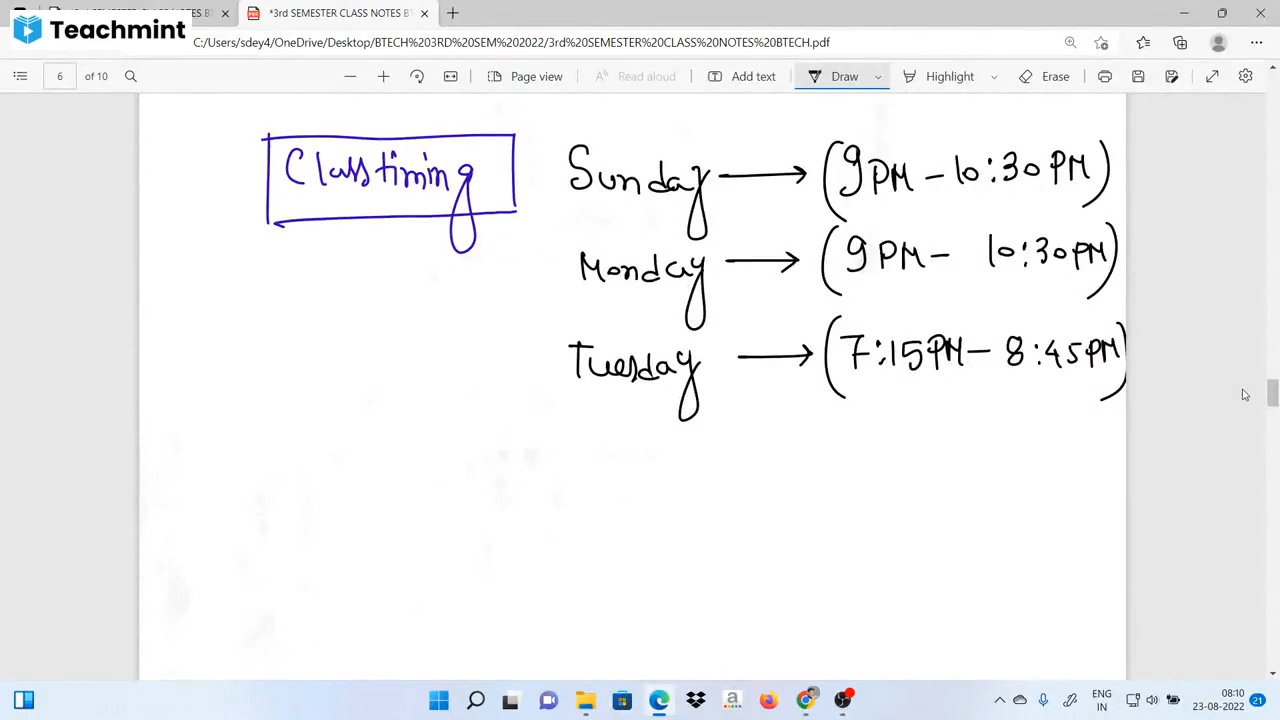 *3rd SEMESTER CLASS NOTES BT
Teachmint
C:/Users/sdey4/OneDrive/Desktop/BTECH%203RD%20SEM%202022/3rd%20SEMESTER%20CLASS%20NOTES%20BTECH.pdf
6 of 10 Page view Read aloud Add text Draw Highlight Erase
Class timing Sunday → (9PM – 10:30PM)
Monday → (9PM – 10:30PM)
Tuesday → (7:15PM – 8:45PM)
ENG 08:10
IN 23-08-2022 21